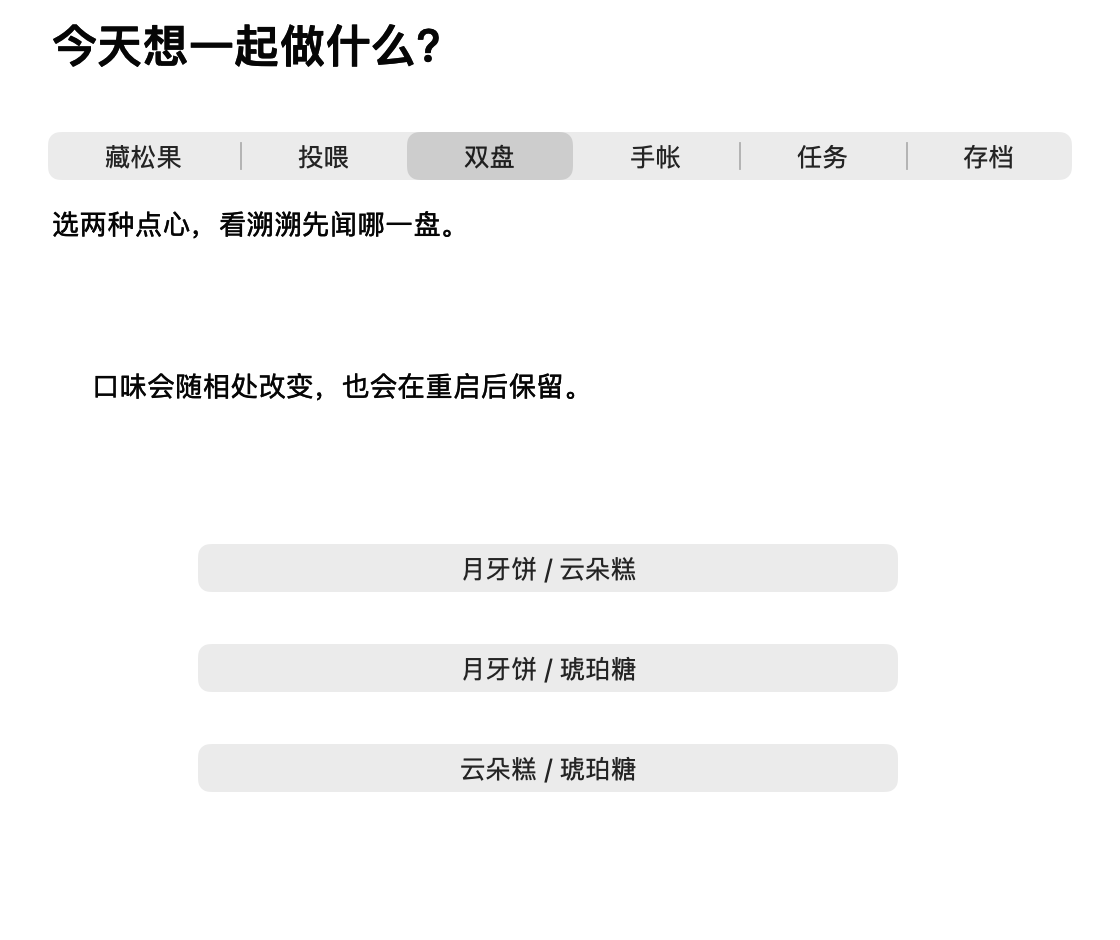 今天想一起做什么?
藏松果 投喂 双盘 手帐 任务 存档
选两种点心，看溯溯先闻哪一盘。
口味会随相处改变，也会在重启后保留。
月牙饼 / 云朵糕
月牙饼 / 琥珀糖
云朵糕 / 琥珀糖